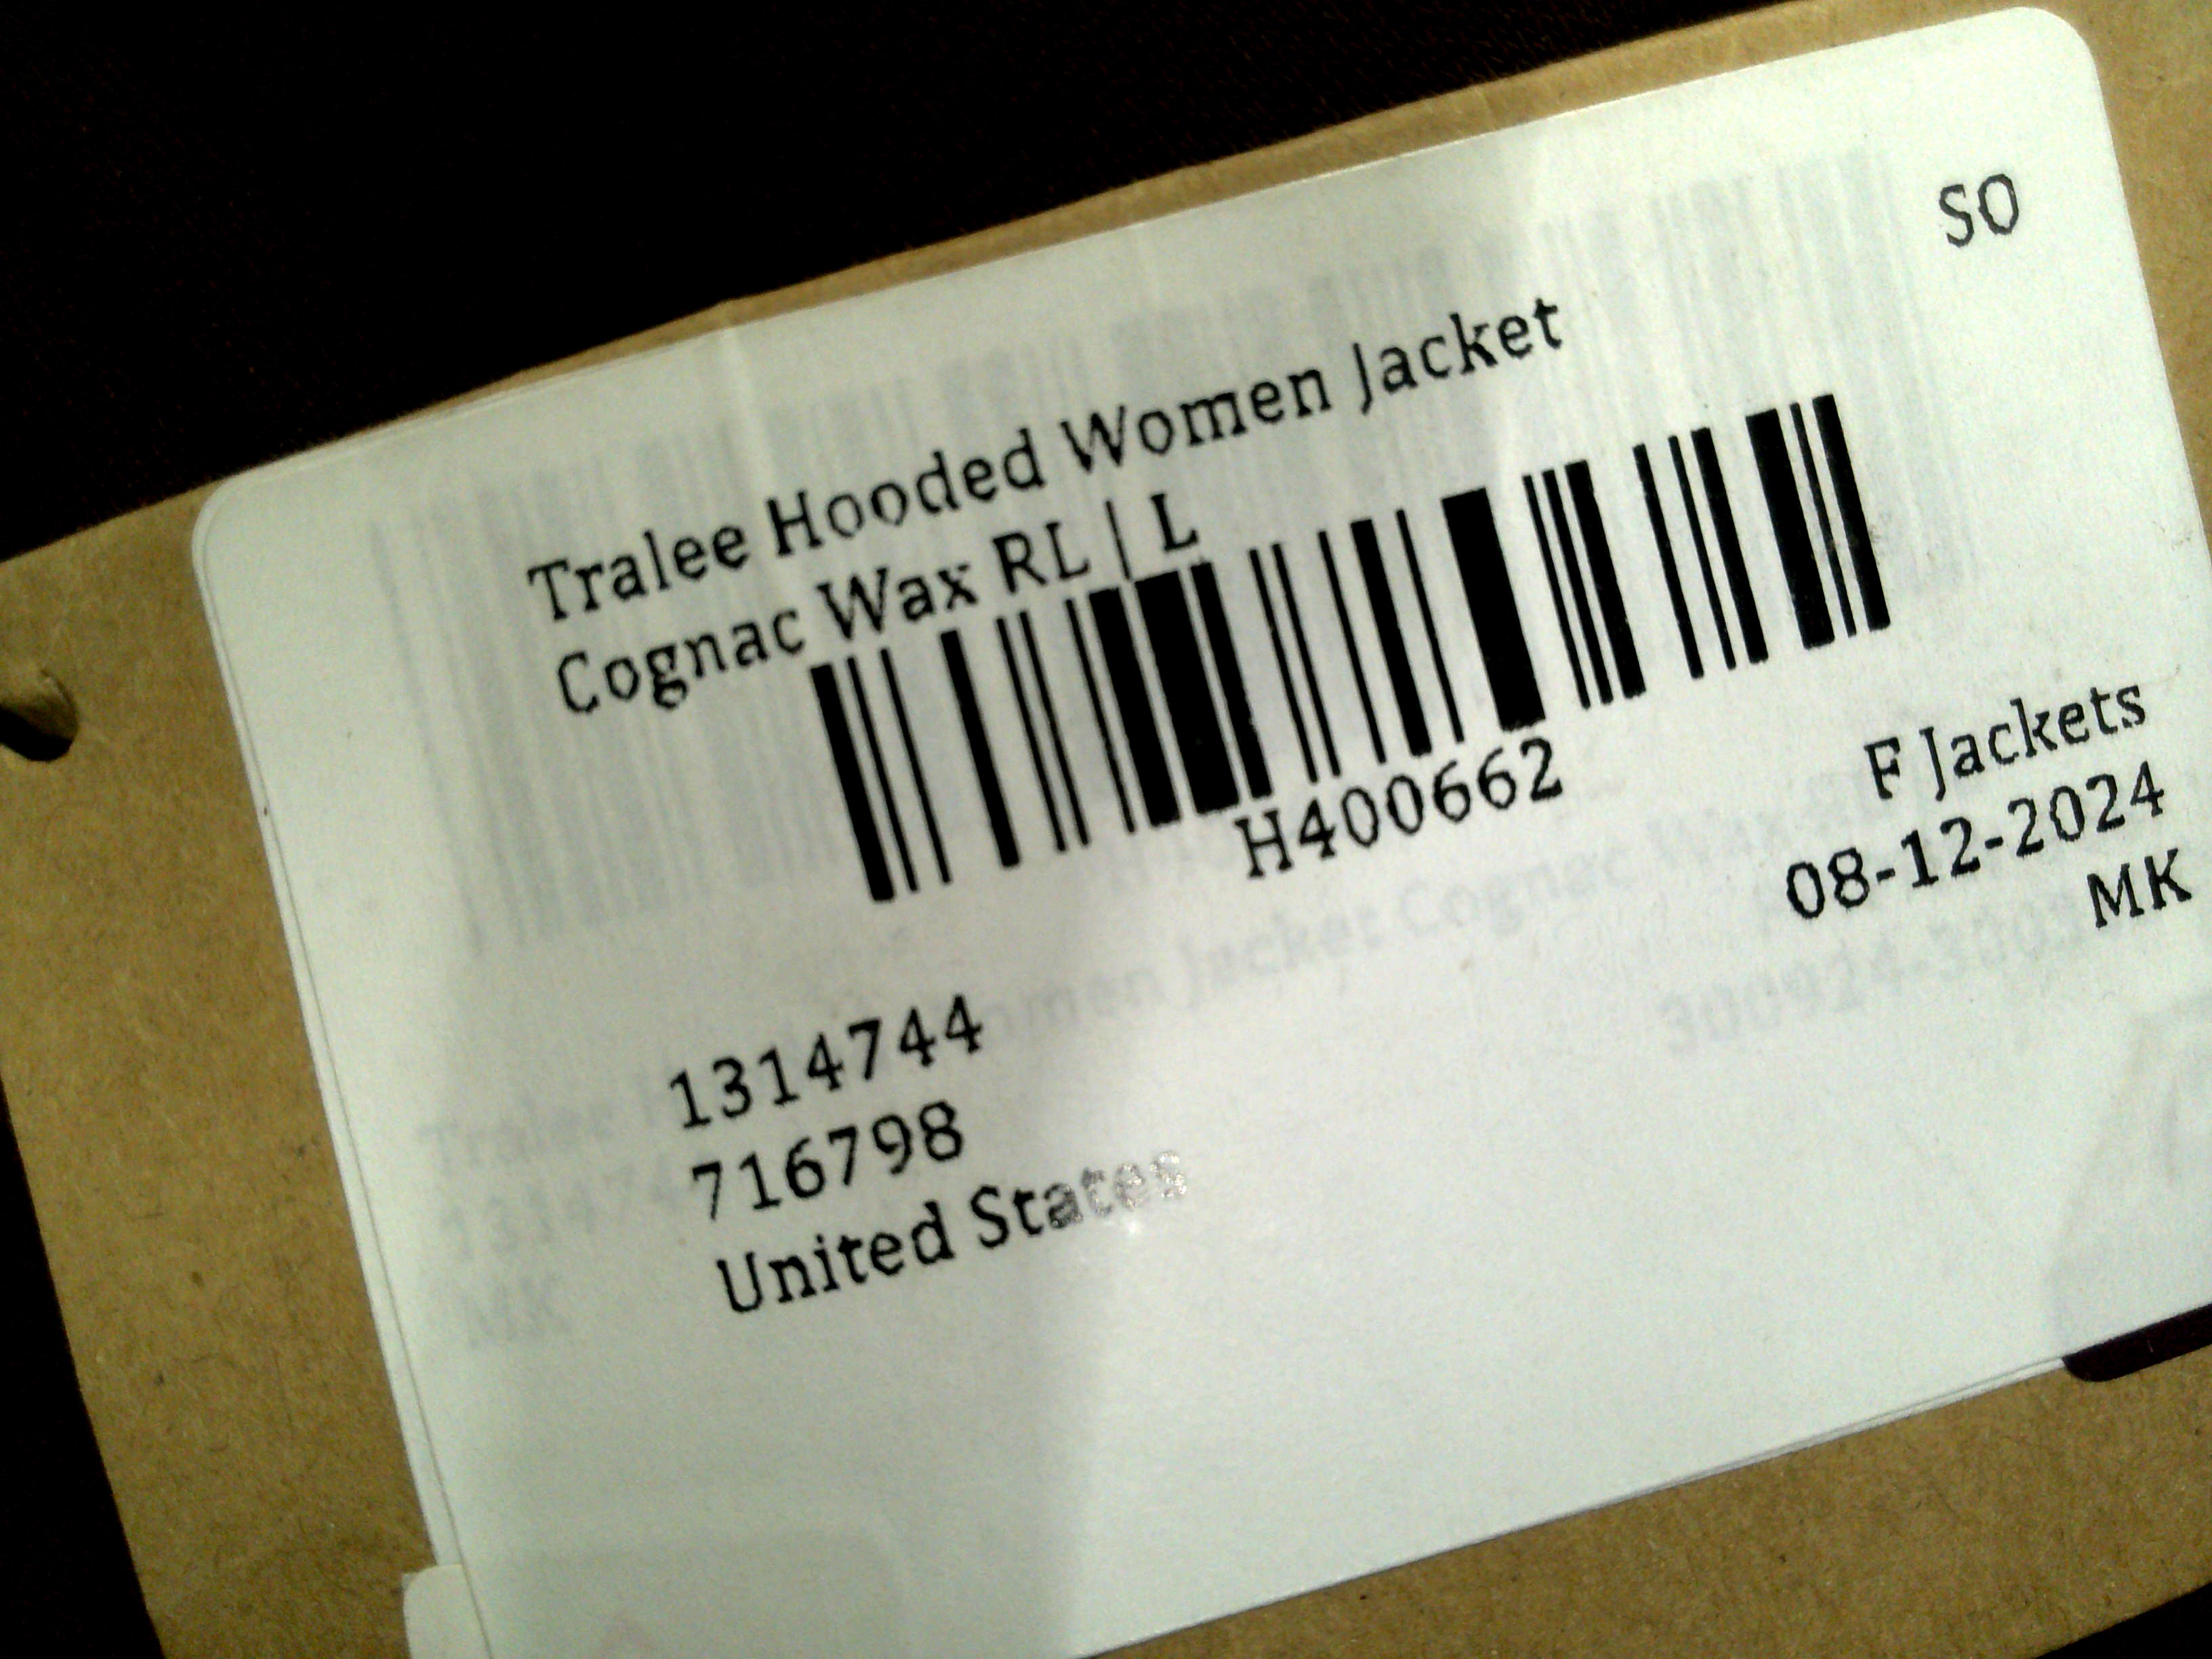 SO
Tralee Hooded Women Jacket
Cognac Wax RL | L
H400662
F Jackets
08-12-2024
MK
1314744
716798
United States